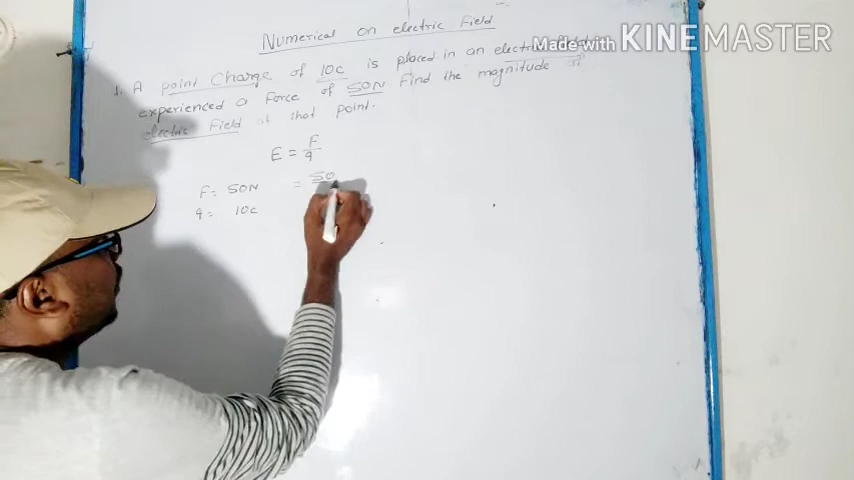 Numerical on electric Field
Made with KINEMASTER
1. A point Charge of 10c is placed in an electric field
experienced a Force of 50N Find the magnitude of
electric Field at that point.
E = F/q
F = 50N = 50
q = 10c